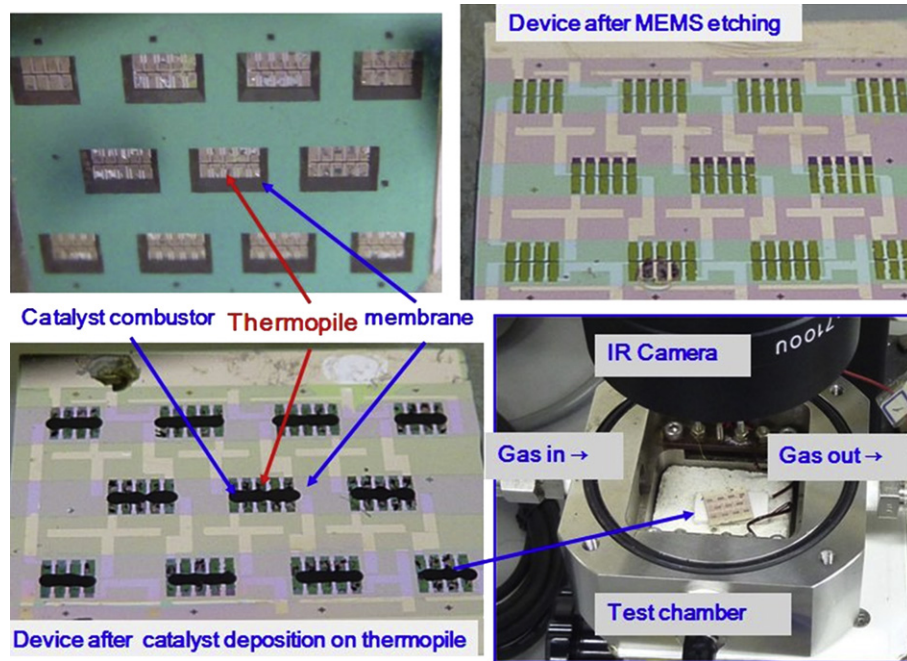 Device after MEMS etching
Catalyst combustor Thermopile membrane
7100U
IR Camera
Gas in →
Gas out →
Test chamber
Device after catalyst deposition on thermopile